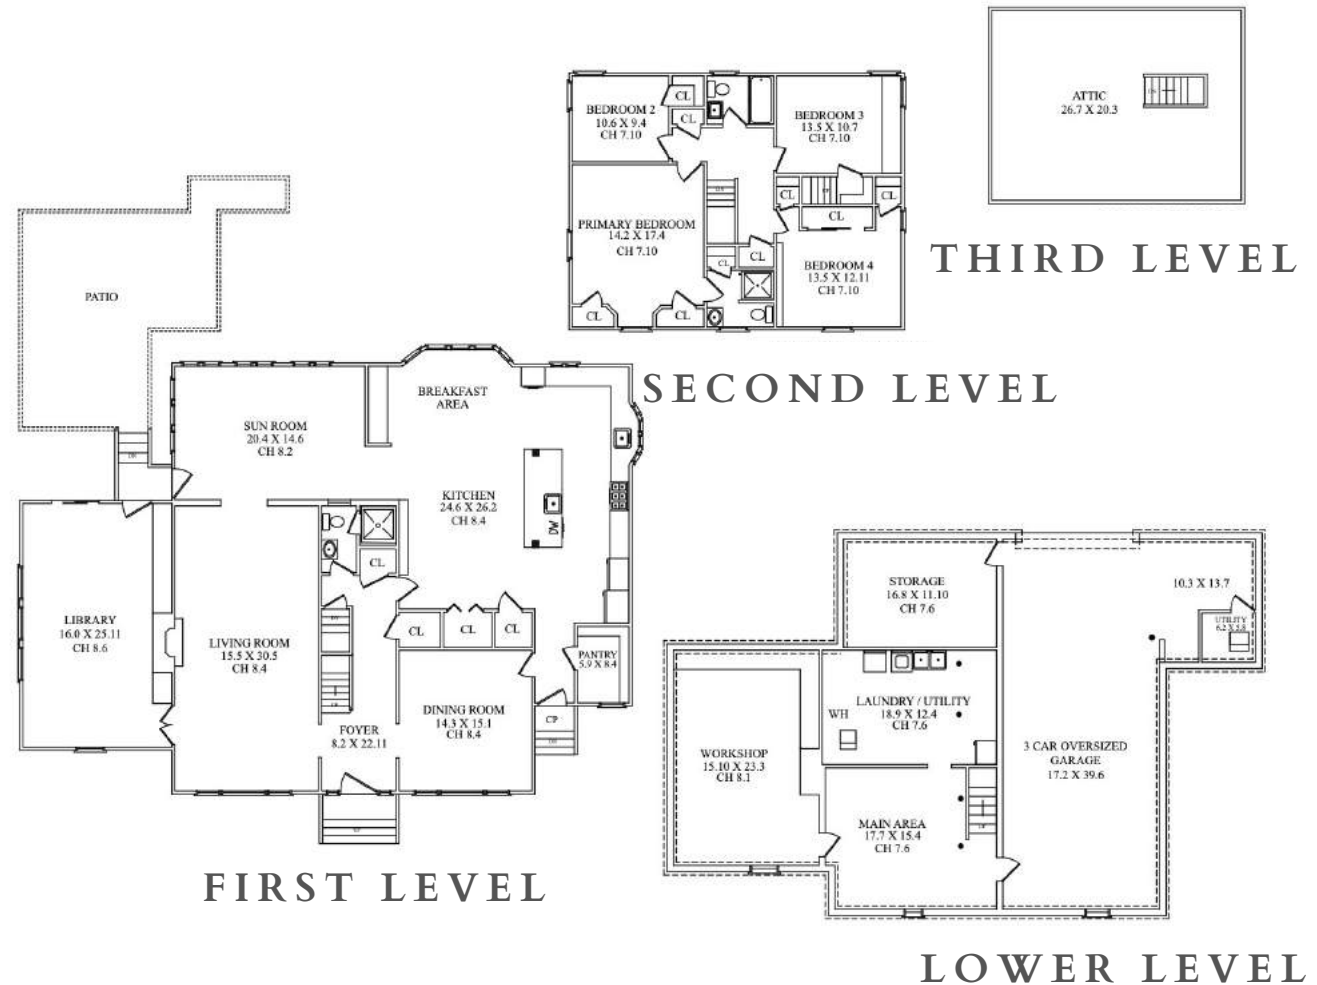 ATTIC
26.7 X 20.3
DN
THIRD LEVEL
BEDROOM 2
10.6 X 9.4
CH 7.10
CL
CL
BEDROOM 3
13.5 X 10.7
CH 7.10
CL
UP
CL
CL
DN
PRIMARY BEDROOM
14.2 X 17.4
CH 7.10
BEDROOM 4
13.5 X 12.11
CH 7.10
CL
CL
CL
CL
SECOND LEVEL
PATIO
DN
SUN ROOM
20.4 X 14.6
CH 8.2
BREAKFAST
AREA
KITCHEN
24.6 X 26.2
CH 8.4
DW
CL
LIBRARY
16.0 X 25.11
CH 8.6
LIVING ROOM
15.5 X 30.5
CH 8.4
CL
CL
CL
PANTRY
5.9 X 8.4
DINING ROOM
14.3 X 15.1
CH 8.4
CP
FOYER
8.2 X 22.11
FIRST LEVEL
STORAGE
16.8 X 11.10
CH 7.6
10.3 X 13.7
UTILITY
6.2 X 5.8
LAUNDRY / UTILITY
18.9 X 12.4
CH 7.6
WH
WORKSHOP
15.10 X 23.3
CH 8.1
3 CAR OVERSIZED
GARAGE
17.2 X 39.6
MAIN AREA
17.7 X 15.4
CH 7.6
LOWER LEVEL